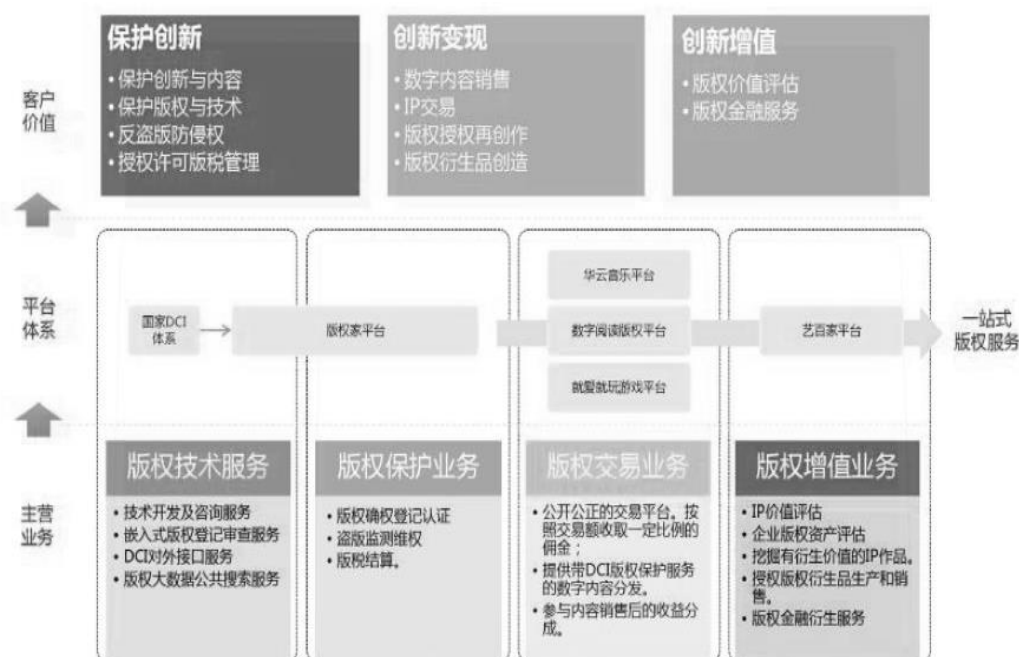 客户
价值
保护创新
• 保护创新与内容
• 保护版权与技术
• 反盗版防侵权
• 授权许可版税管理
创新变现
• 数字内容销售
• IP交易
• 版权授权再创作
• 版权衍生品创造
创新增值
• 版权价值评估
• 版权金融服务
平台
体系
国家DCI
体系
版权家平台
华云音乐平台
数字阅读版权平台
就爱就玩游戏平台
艺百家平台
一站式
版权服务
主营
业务
版权技术服务
• 技术开发及咨询服务
• 嵌入式版权登记审查服务
• DCI对外接口服务
• 版权大数据公共搜索服务
版权保护业务
• 版权确权登记认证
• 盗版监测维权
• 版税结算。
版权交易业务
• 公开公正的交易平台。按
照交易额收取一定比例的
佣金；
• 提供带DCI版权保护服务
的数字内容分发。
• 参与内容销售后的收益分
成。
版权增值业务
• IP价值评估
• 企业版权资产评估
• 挖掘有衍生价值的IP作品。
• 授权版权衍生品生产和销
售。
• 版权金融衍生服务